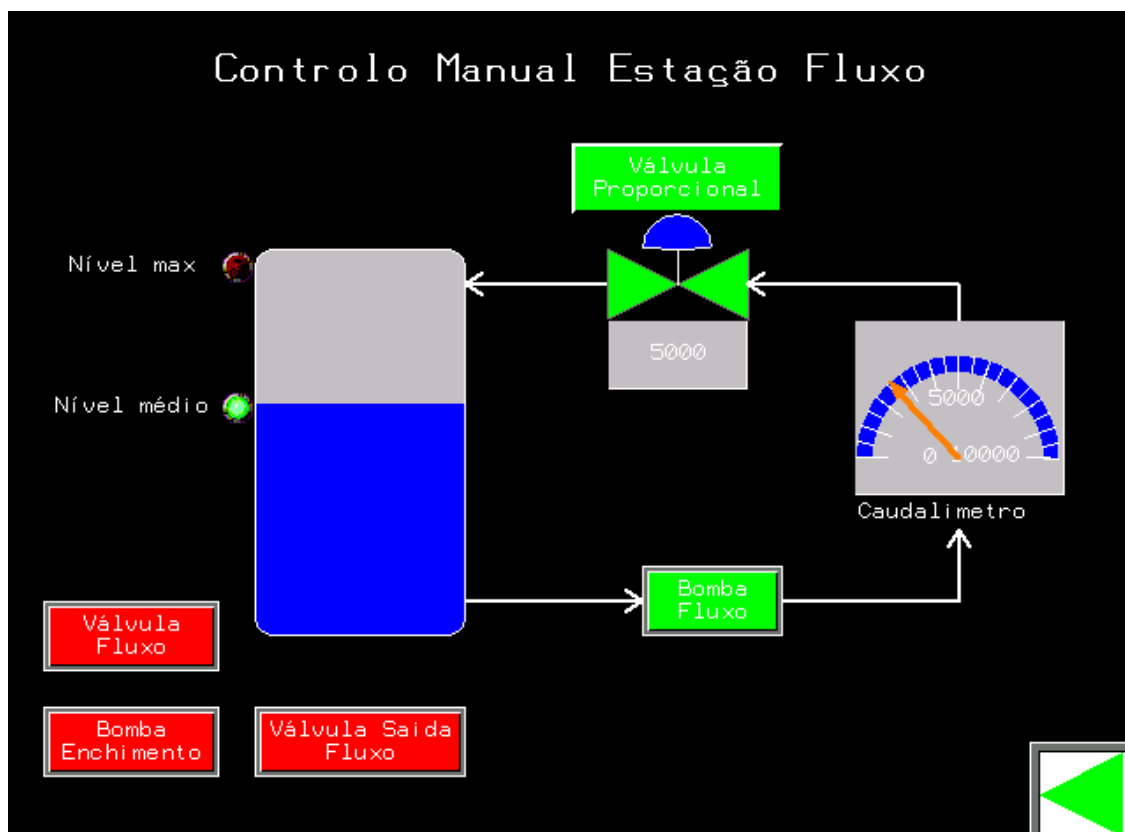 Controlo Manual Estação Fluxo
Válvula
Proporcional
Nível max
5000
5000
Nível médio
0 10000
Caudalimetro
Bomba
Fluxo
Válvula
Fluxo
Bomba
Enchimento
Válvula Saida
Fluxo